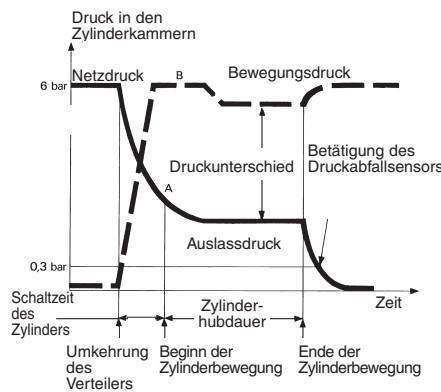 Druck in den
Zylinderkammern
Netzdruck
B
Bewegungsdruck
6 bar
Betätigung des
Druckabfallsensors
Druckunterschied
A
Auslassdruck
0,3 bar
Schaltzeit
des
Zylinders
Zylinder-
hubdauer
Zeit
Umkehrung
des
Verteilers
Beginn der
Zylinderbewegung
Ende der
Zylinderbewegung